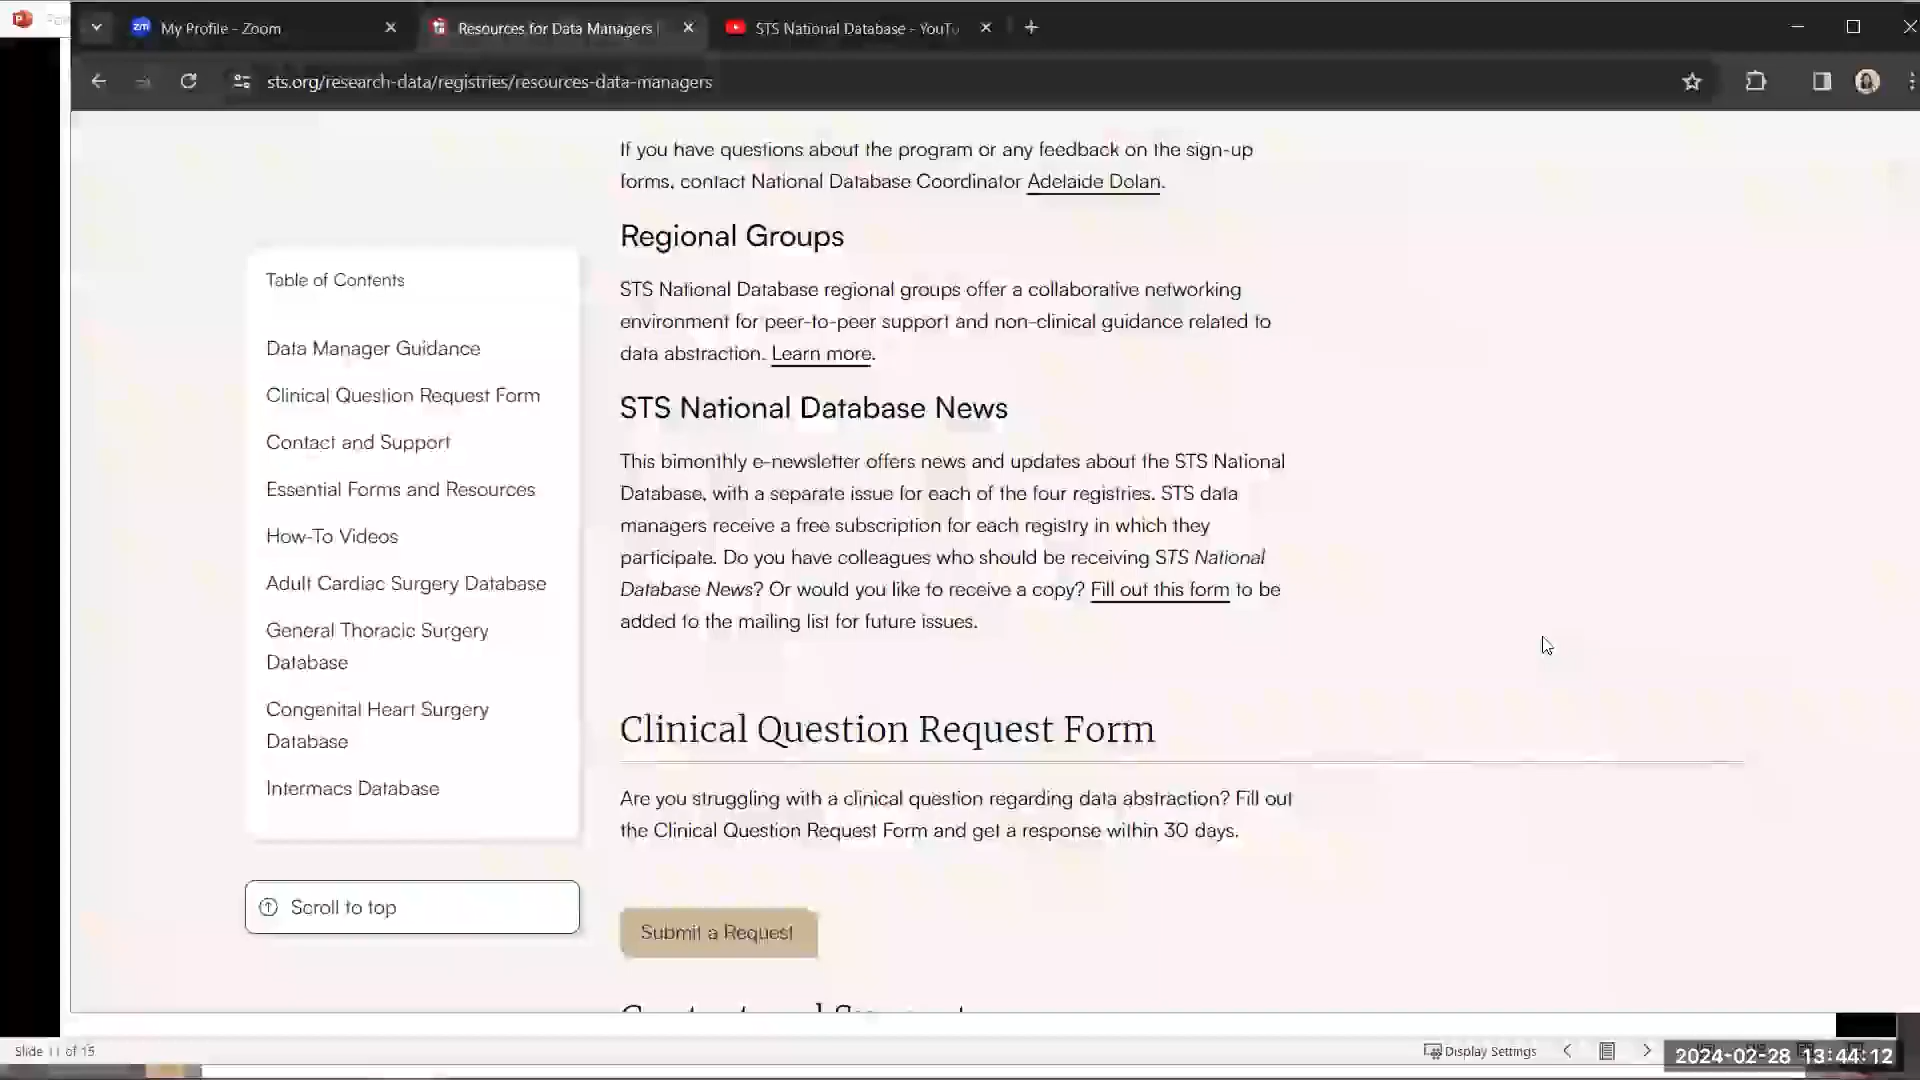 My Profile - Zoom
Resources for Data Managers |
STS National Database - YouTu
sts.org/research-data/registries/resources-data-managers
If you have questions about the program or any feedback on the sign-up
forms, contact National Database Coordinator Adelaide Dolan.
Regional Groups
STS National Database regional groups offer a collaborative networking
environment for peer-to-peer support and non-clinical guidance related to
data abstraction. Learn more.
STS National Database News
This bimonthly e-newsletter offers news and updates about the STS National
Database, with a separate issue for each of the four registries. STS data
managers receive a free subscription for each registry in which they
participate. Do you have colleagues who should be receiving STS National
Database News? Or would you like to receive a copy? Fill out this form to be
added to the mailing list for future issues.
Clinical Question Request Form
Are you struggling with a clinical question regarding data abstraction? Fill out
the Clinical Question Request Form and get a response within 30 days.
Submit a Request
Table of Contents
Data Manager Guidance
Clinical Question Request Form
Contact and Support
Essential Forms and Resources
How-To Videos
Adult Cardiac Surgery Database
General Thoracic Surgery
Database
Congenital Heart Surgery
Database
Intermacs Database
Scroll to top
Slide 11 of 15
Display Settings
2024-02-28 13:44:12